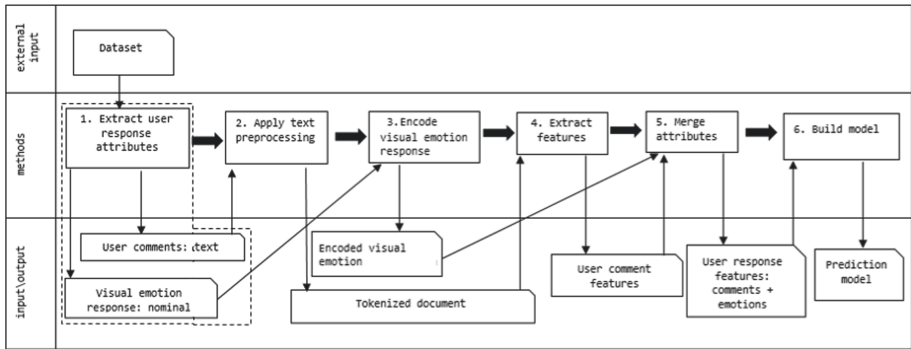 external
input
Dataset
methods
1. Extract user
response
attributes
2. Apply text
preprocessing
3.Encode
visual emotion
response
4. Extract
features
5. Merge
attributes
6. Build model
input\output
User comments: text
Visual emotion
response: nominal
Encoded visual
emotion
Tokenized document
User comment
features
User response
features:
comments +
emotions
Prediction
model